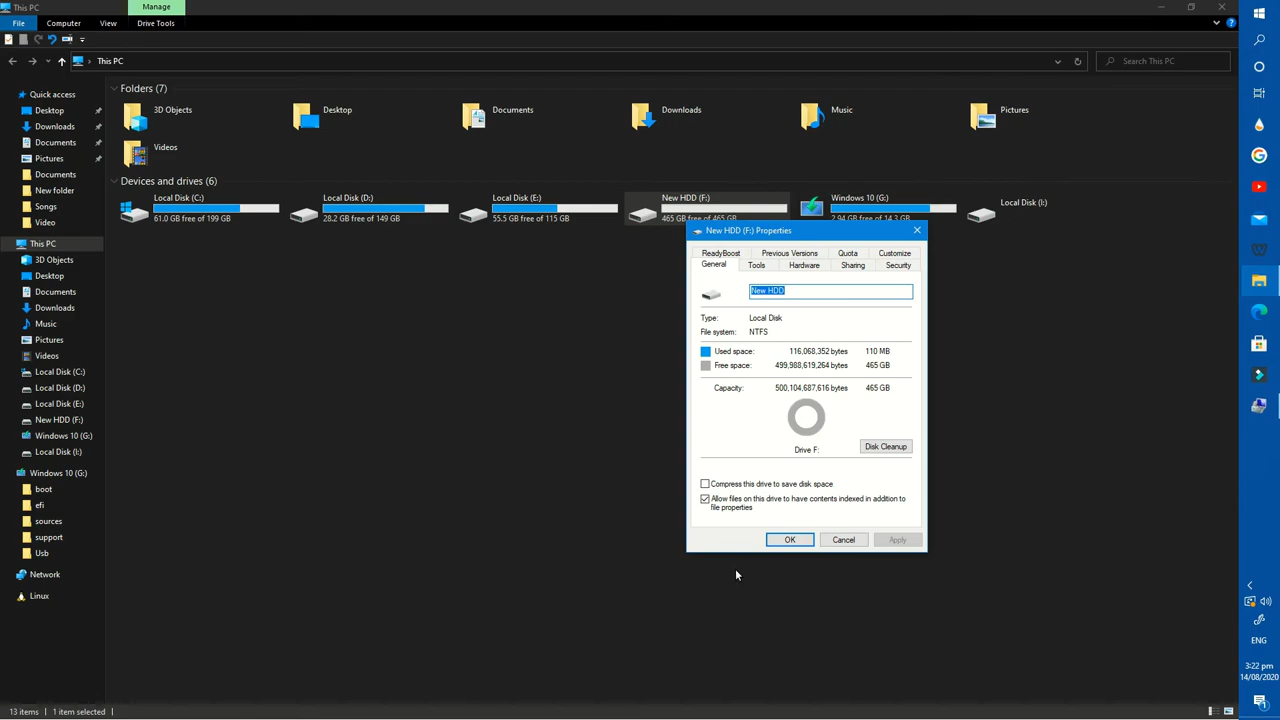 This PC
Manage
File
Computer
View
Drive Tools
This PC
Search This PC
Quick access
Desktop
Downloads
Documents
Pictures
Documents
New folder
Songs
Video
This PC
3D Objects
Desktop
Documents
Downloads
Music
Pictures
Videos
Local Disk (C:)
Local Disk (D:)
Local Disk (E:)
New HDD (F:)
Windows 10 (G:)
Local Disk (I:)
Windows 10 (G:)
boot
efi
sources
support
Usb
Network
Linux
Folders (7)
3D Objects
Desktop
Documents
Downloads
Music
Pictures
Videos
Devices and drives (6)
Local Disk (C:)
61.0 GB free of 199 GB
Local Disk (D:)
28.2 GB free of 149 GB
Local Disk (E:)
55.5 GB free of 115 GB
New HDD (F:)
465 GB free of 465 GB
Windows 10 (G:)
2.94 GB free of 14.3 GB
Local Disk (I:)
New HDD (F:) Properties
ReadyBoost
Previous Versions
Quota
Customize
General
Tools
Hardware
Sharing
Security
New HDD
Type: Local Disk
File system: NTFS
Used space: 116,068,352 bytes 110 MB
Free space: 499,988,619,264 bytes 465 GB
Capacity: 500,104,687,616 bytes 465 GB
Drive F:
Disk Cleanup
Compress this drive to save disk space
Allow files on this drive to have contents indexed in addition to
file properties
OK
Cancel
Apply
ENG
3:22 pm
14/08/2020
13 items
1 item selected